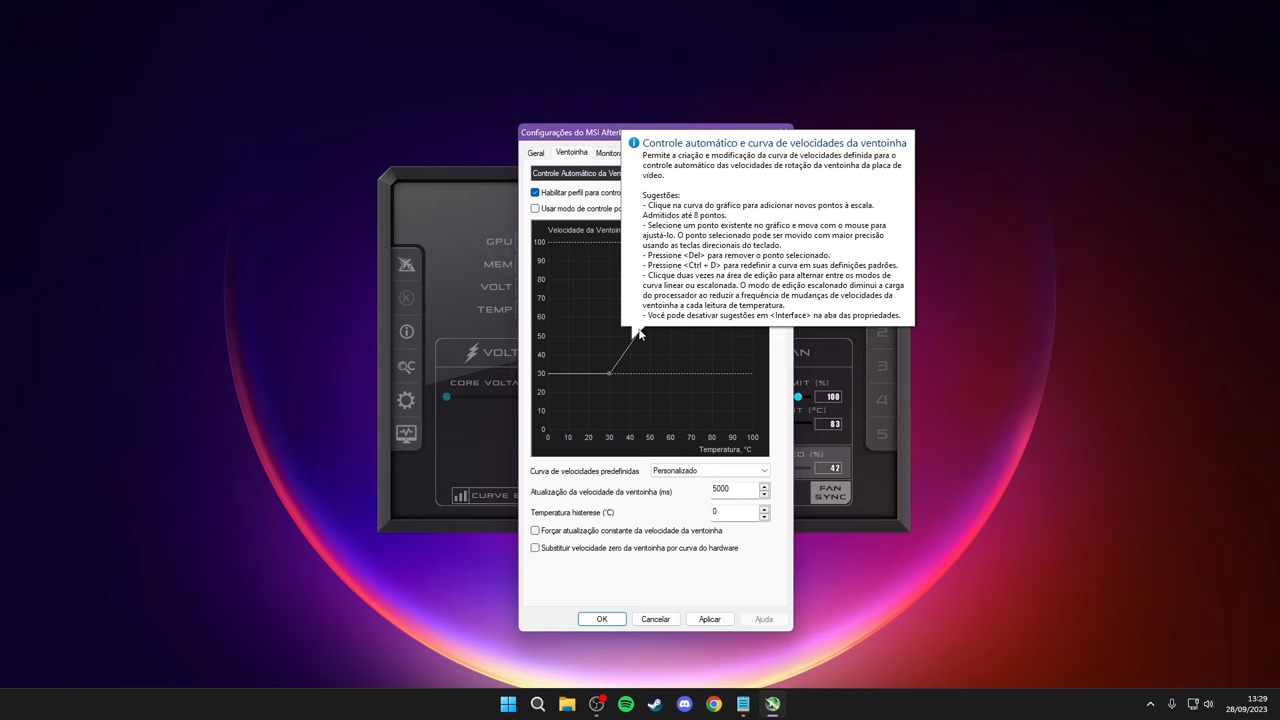 Configurações do MSI Afterb
Geral
Ventoinha
Monitora
Controle Automático da Ven
Habilitar perfil para contro
Usar modo de controle po
Controle automático e curva de velocidades da ventoinha
Permite a criação e modificação da curva de velocidades definida para o
controle automático das velocidades de rotação da ventoinha da placa de
vídeo.
Sugestões:
- Clique na curva do gráfico para adicionar novos pontos à escala.
Admitidos até 8 pontos.
- Selecione um ponto existente no gráfico e mova com o mouse para
ajustá-lo. O ponto selecionado pode ser movido com maior precisão
usando as teclas direcionais do teclado.
- Pressione <Del> para remover o ponto selecionado.
- Pressione <Ctrl + D> para redefinir a curva em suas definições padrões.
- Clicque duas vezes na área de edição para alternar entre os modos de
curva linear ou escalonada. O modo de edição escalonado diminui a carga
do processador ao reduzir a frequência de mudanças de velocidades da
ventoinha a cada leitura de temperatura.
- Você pode desativar sugestões em <Interface> na aba das propriedades.
Velocidade da Ventoin
100
90
80
70
60
50
40
30
20
10
0
0 10 20 30 40 50 60 70 80 90 100
Temperatura, °C
Curva de velocidades predefinidas
Personalizado
Atualização da velocidade da ventoinha (ms)
5000
Temperatura histerese (°C)
0
Forçar atualização constante da velocidade da ventoinha
Substituir velocidade zero da ventoinha por curva do hardware
OK
Cancelar
Aplicar
Ajuda
GPU
MEM
VOLT
TEMP
K
i
OC
VOLT
CORE VOLTA
CURVE E
2
3
4
5
AN
MIT (%)
100
T (°C)
83
ED (%)
42
FAN
SYNC
13:29
28/09/2023